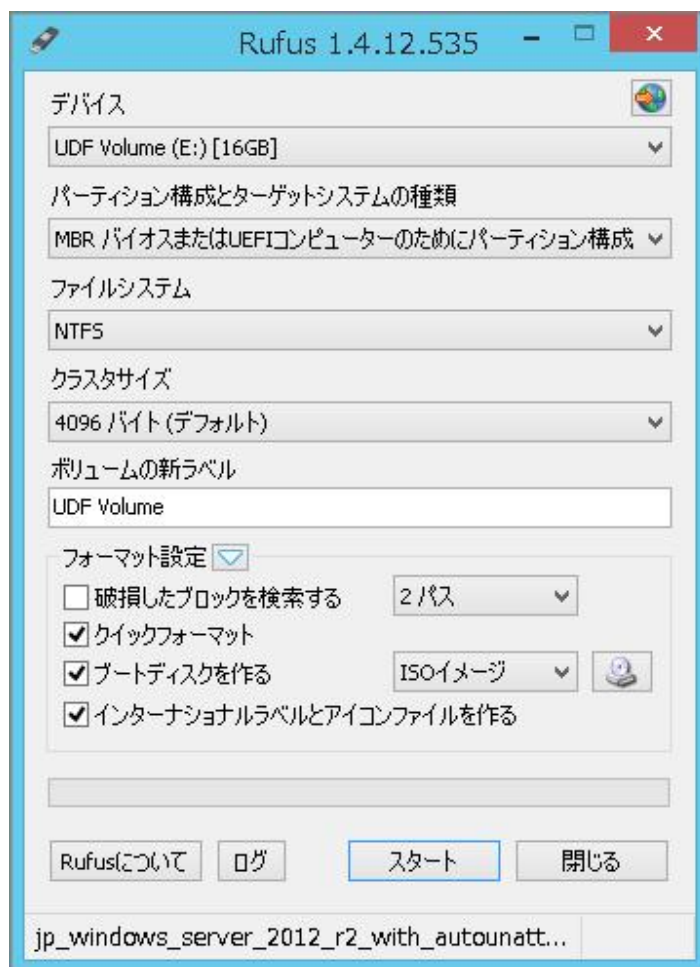 Rufus 1.4.12.535
デバイス
UDF Volume (E:) [16GB]
パーティション構成とターゲットシステムの種類
MBR バイオスまたはUEFIコンピューターのためにパーティション構成
ファイルシステム
NTFS
クラスタサイズ
4096 バイト (デフォルト)
ボリュームの新ラベル
UDF Volume
フォーマット設定
破損したブロックを検索する 2 パス
クイックフォーマット
ブートディスクを作る ISOイメージ
インターナショナルラベルとアイコンファイルを作る
Rufusについて ログ スタート 閉じる
jp_windows_server_2012_r2_with_autounatt...